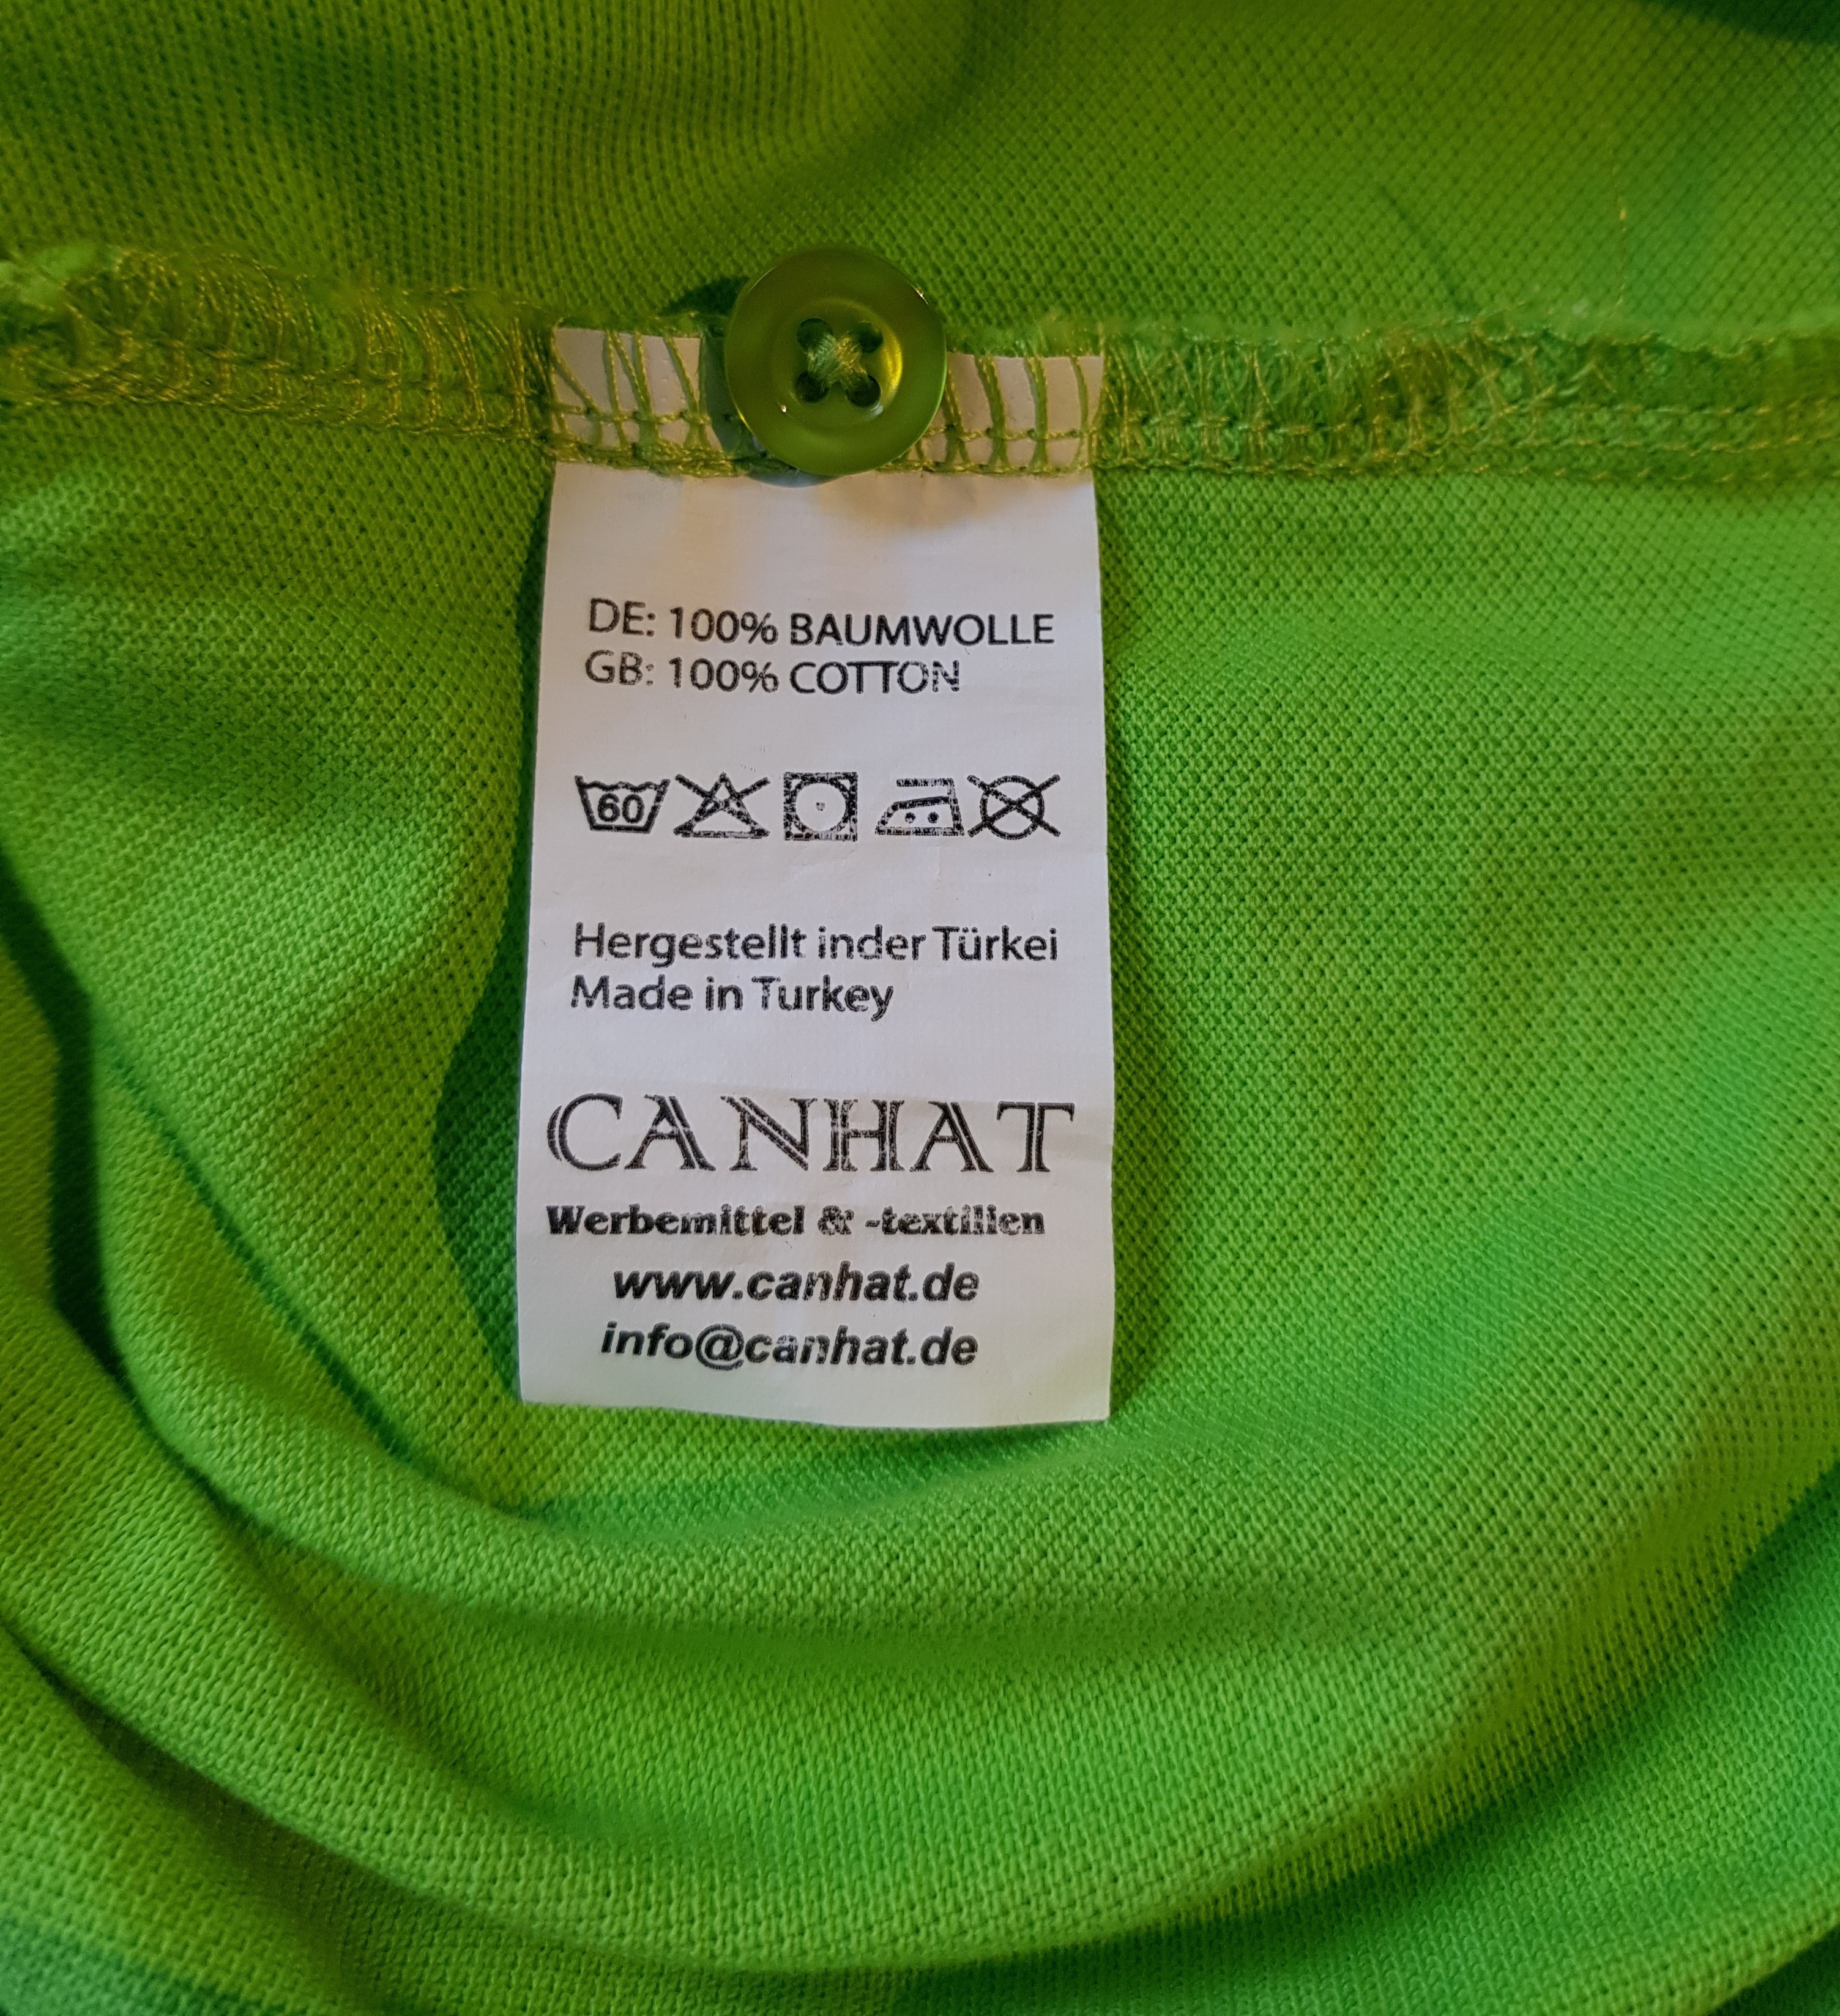 DE: 100% BAUMWOLLE
GB: 100% COTTON
60
Hergestellt inder Türkei
Made in Turkey
CANHAT
Werbemittel & -textilien
www.canhat.de
info@canhat.de